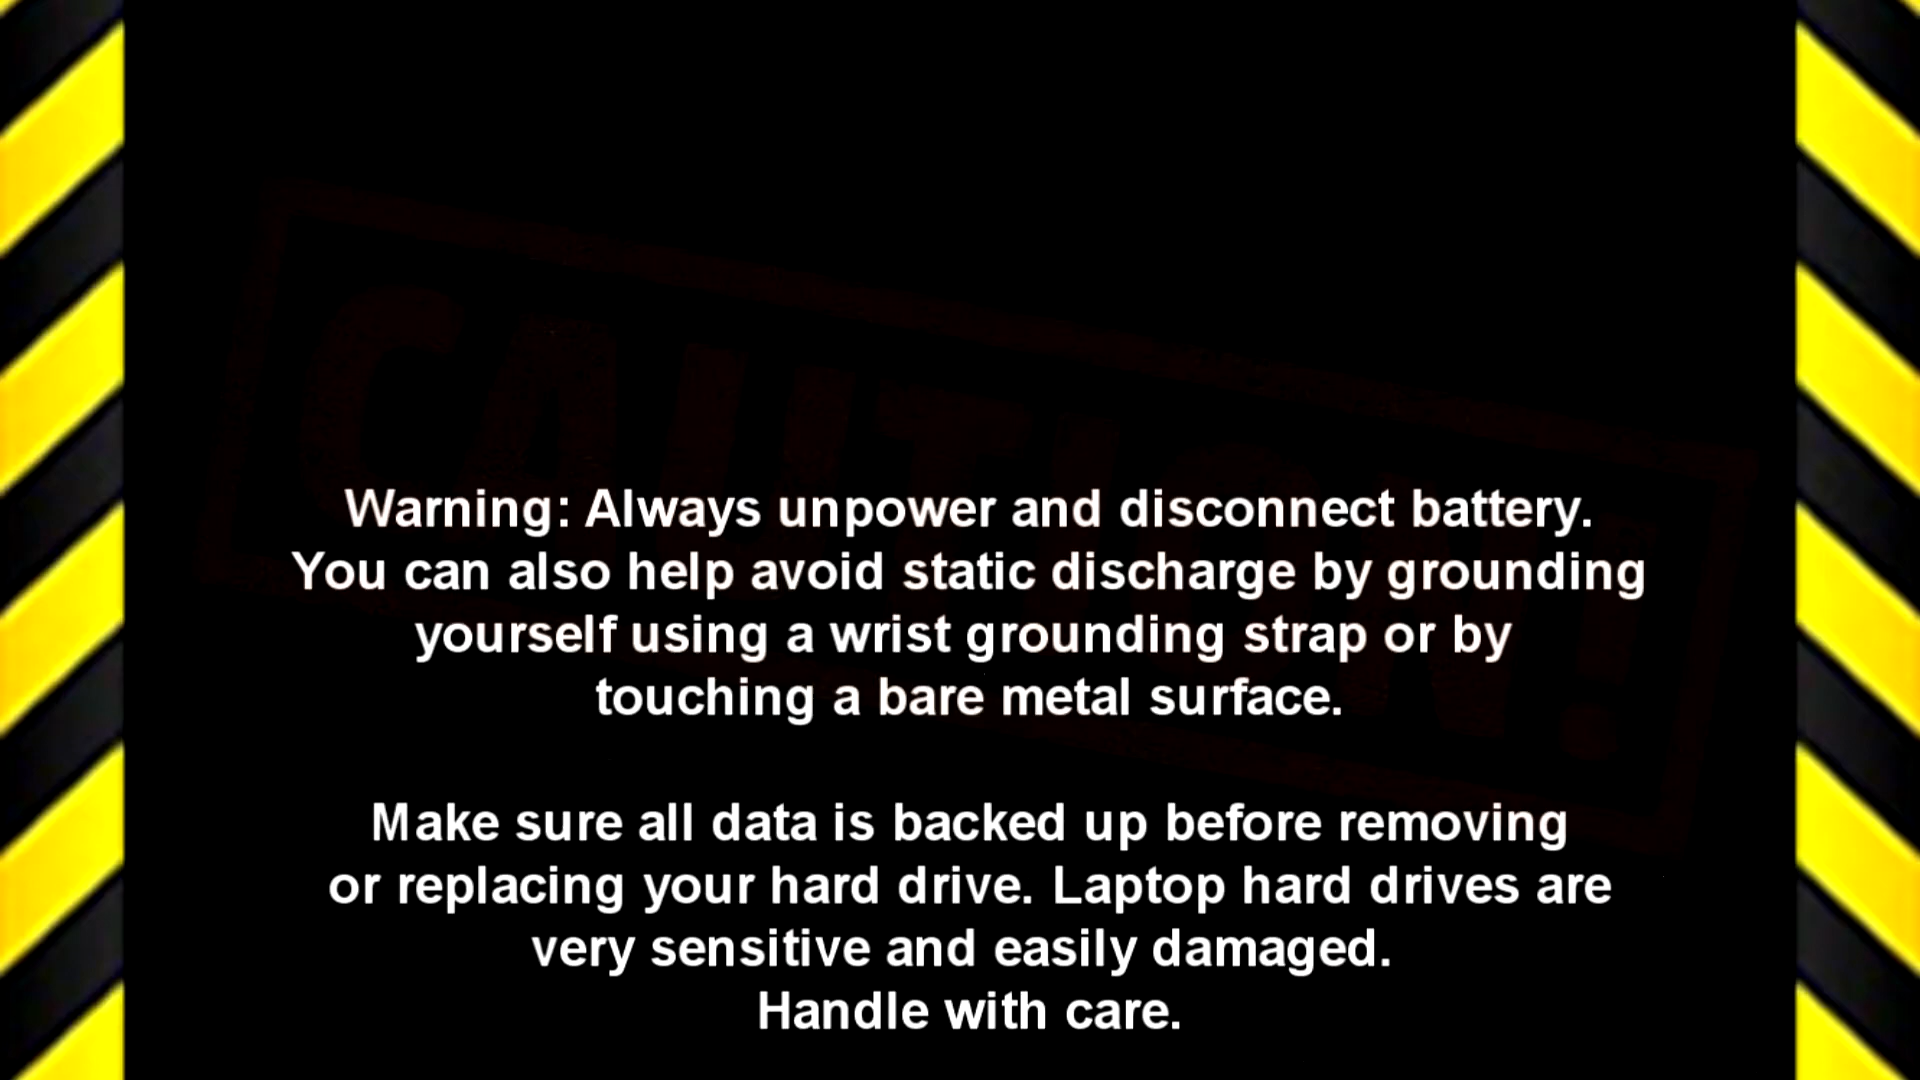 CAUTION!
Warning: Always unpower and disconnect battery.
You can also help avoid static discharge by grounding
yourself using a wrist grounding strap or by
touching a bare metal surface.
Make sure all data is backed up before removing
or replacing your hard drive. Laptop hard drives are
very sensitive and easily damaged.
Handle with care.